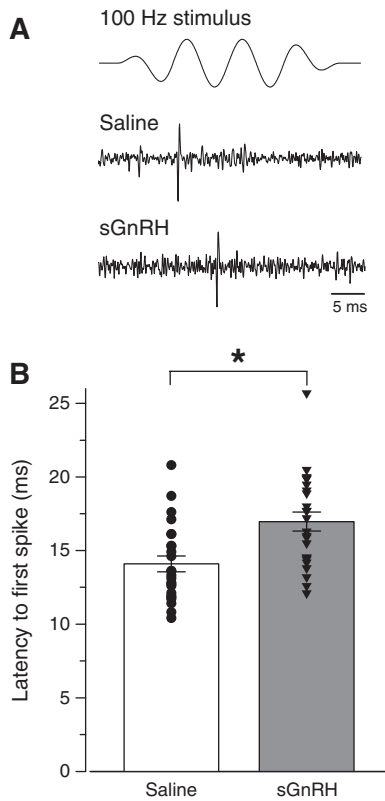 A
100 Hz stimulus
Saline
sGnRH
5 ms
B
*
Latency to first spike (ms)
25
20
15
10
5
0
Saline
sGnRH